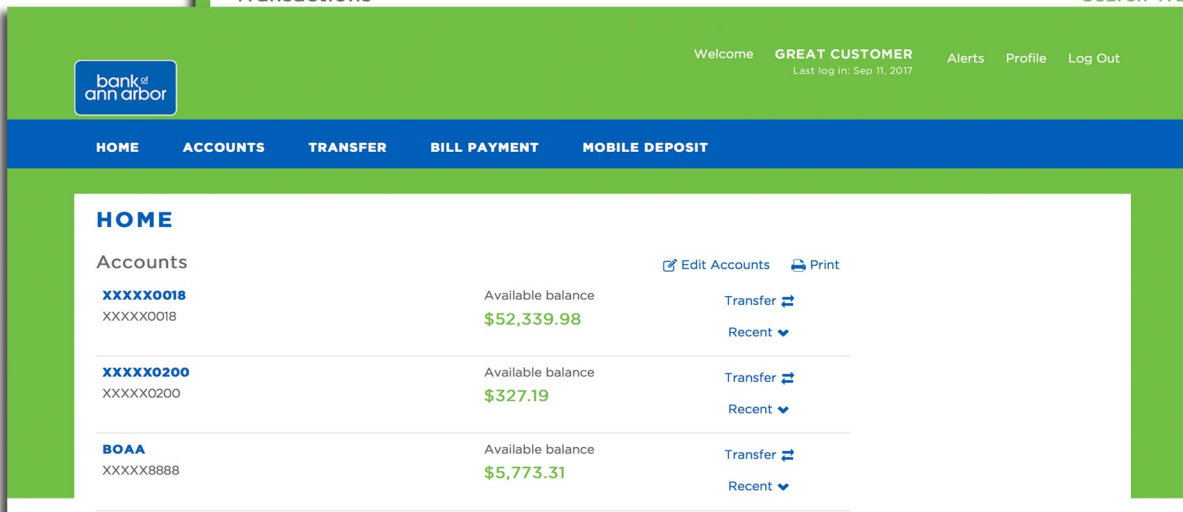 Transactions
Welcome GREAT CUSTOMER Alerts Profile Log Out
Last log in: Sep 11, 2017
bank of
ann arbor
HOME ACCOUNTS TRANSFER BILL PAYMENT MOBILE DEPOSIT
HOME
Accounts Edit Accounts Print
XXXXX0018 Available balance Transfer
XXXXX0018 $52,339.98 Recent
XXXXX0200 Available balance Transfer
XXXXX0200 $327.19 Recent
BOAA Available balance Transfer
XXXXX8888 $5,773.31 Recent